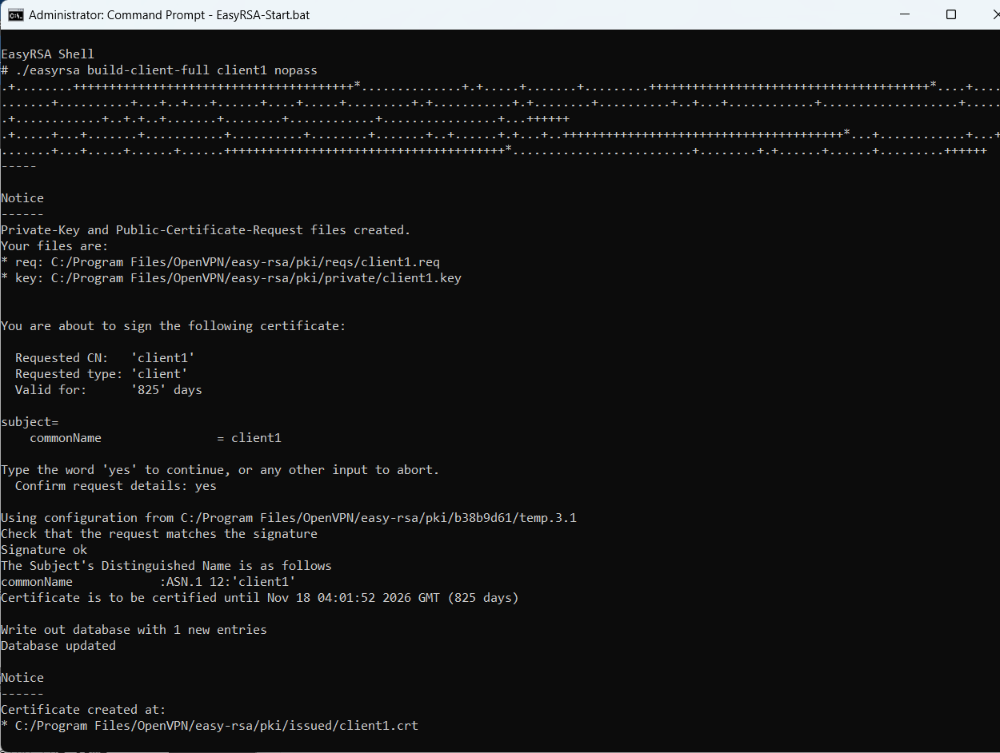 Administrator: Command Prompt - EasyRSA-Start.bat
EasyRSA Shell
# ./easyrsa build-client-full client1 nopass
.+........+++++++++++++++++++++++++++++++++++++++*..............+.+.....+.......+.........+++++++++++++++++++++++++++++++++++++++*....+....
.......+..........+...+..+...+......+....+.....+.........+.+...........+.+........+..........+..+...+............+...................+.....
.+............+..+.+..+.......+........+............+................+...++++++
.+.....+...+.......+...........+..........+........+.......+..+......+.+...+..+++++++++++++++++++++++++++++++++++++++*...+............+...+
.......+...+.....+......+......+++++++++++++++++++++++++++++++++++++++*.........................+........+.+......+......+.........++++++
-----
Notice
------
Private-Key and Public-Certificate-Request files created.
Your files are:
* req: C:/Program Files/OpenVPN/easy-rsa/pki/reqs/client1.req
* key: C:/Program Files/OpenVPN/easy-rsa/pki/private/client1.key
You are about to sign the following certificate:
Requested CN: 'client1'
Requested type: 'client'
Valid for: '825' days
subject=
commonName = client1
Type the word 'yes' to continue, or any other input to abort.
Confirm request details: yes
Using configuration from C:/Program Files/OpenVPN/easy-rsa/pki/b38b9d61/temp.3.1
Check that the request matches the signature
Signature ok
The Subject's Distinguished Name is as follows
commonName :ASN.1 12:'client1'
Certificate is to be certified until Nov 18 04:01:52 2026 GMT (825 days)
Write out database with 1 new entries
Database updated
Notice
------
Certificate created at:
* C:/Program Files/OpenVPN/easy-rsa/pki/issued/client1.crt